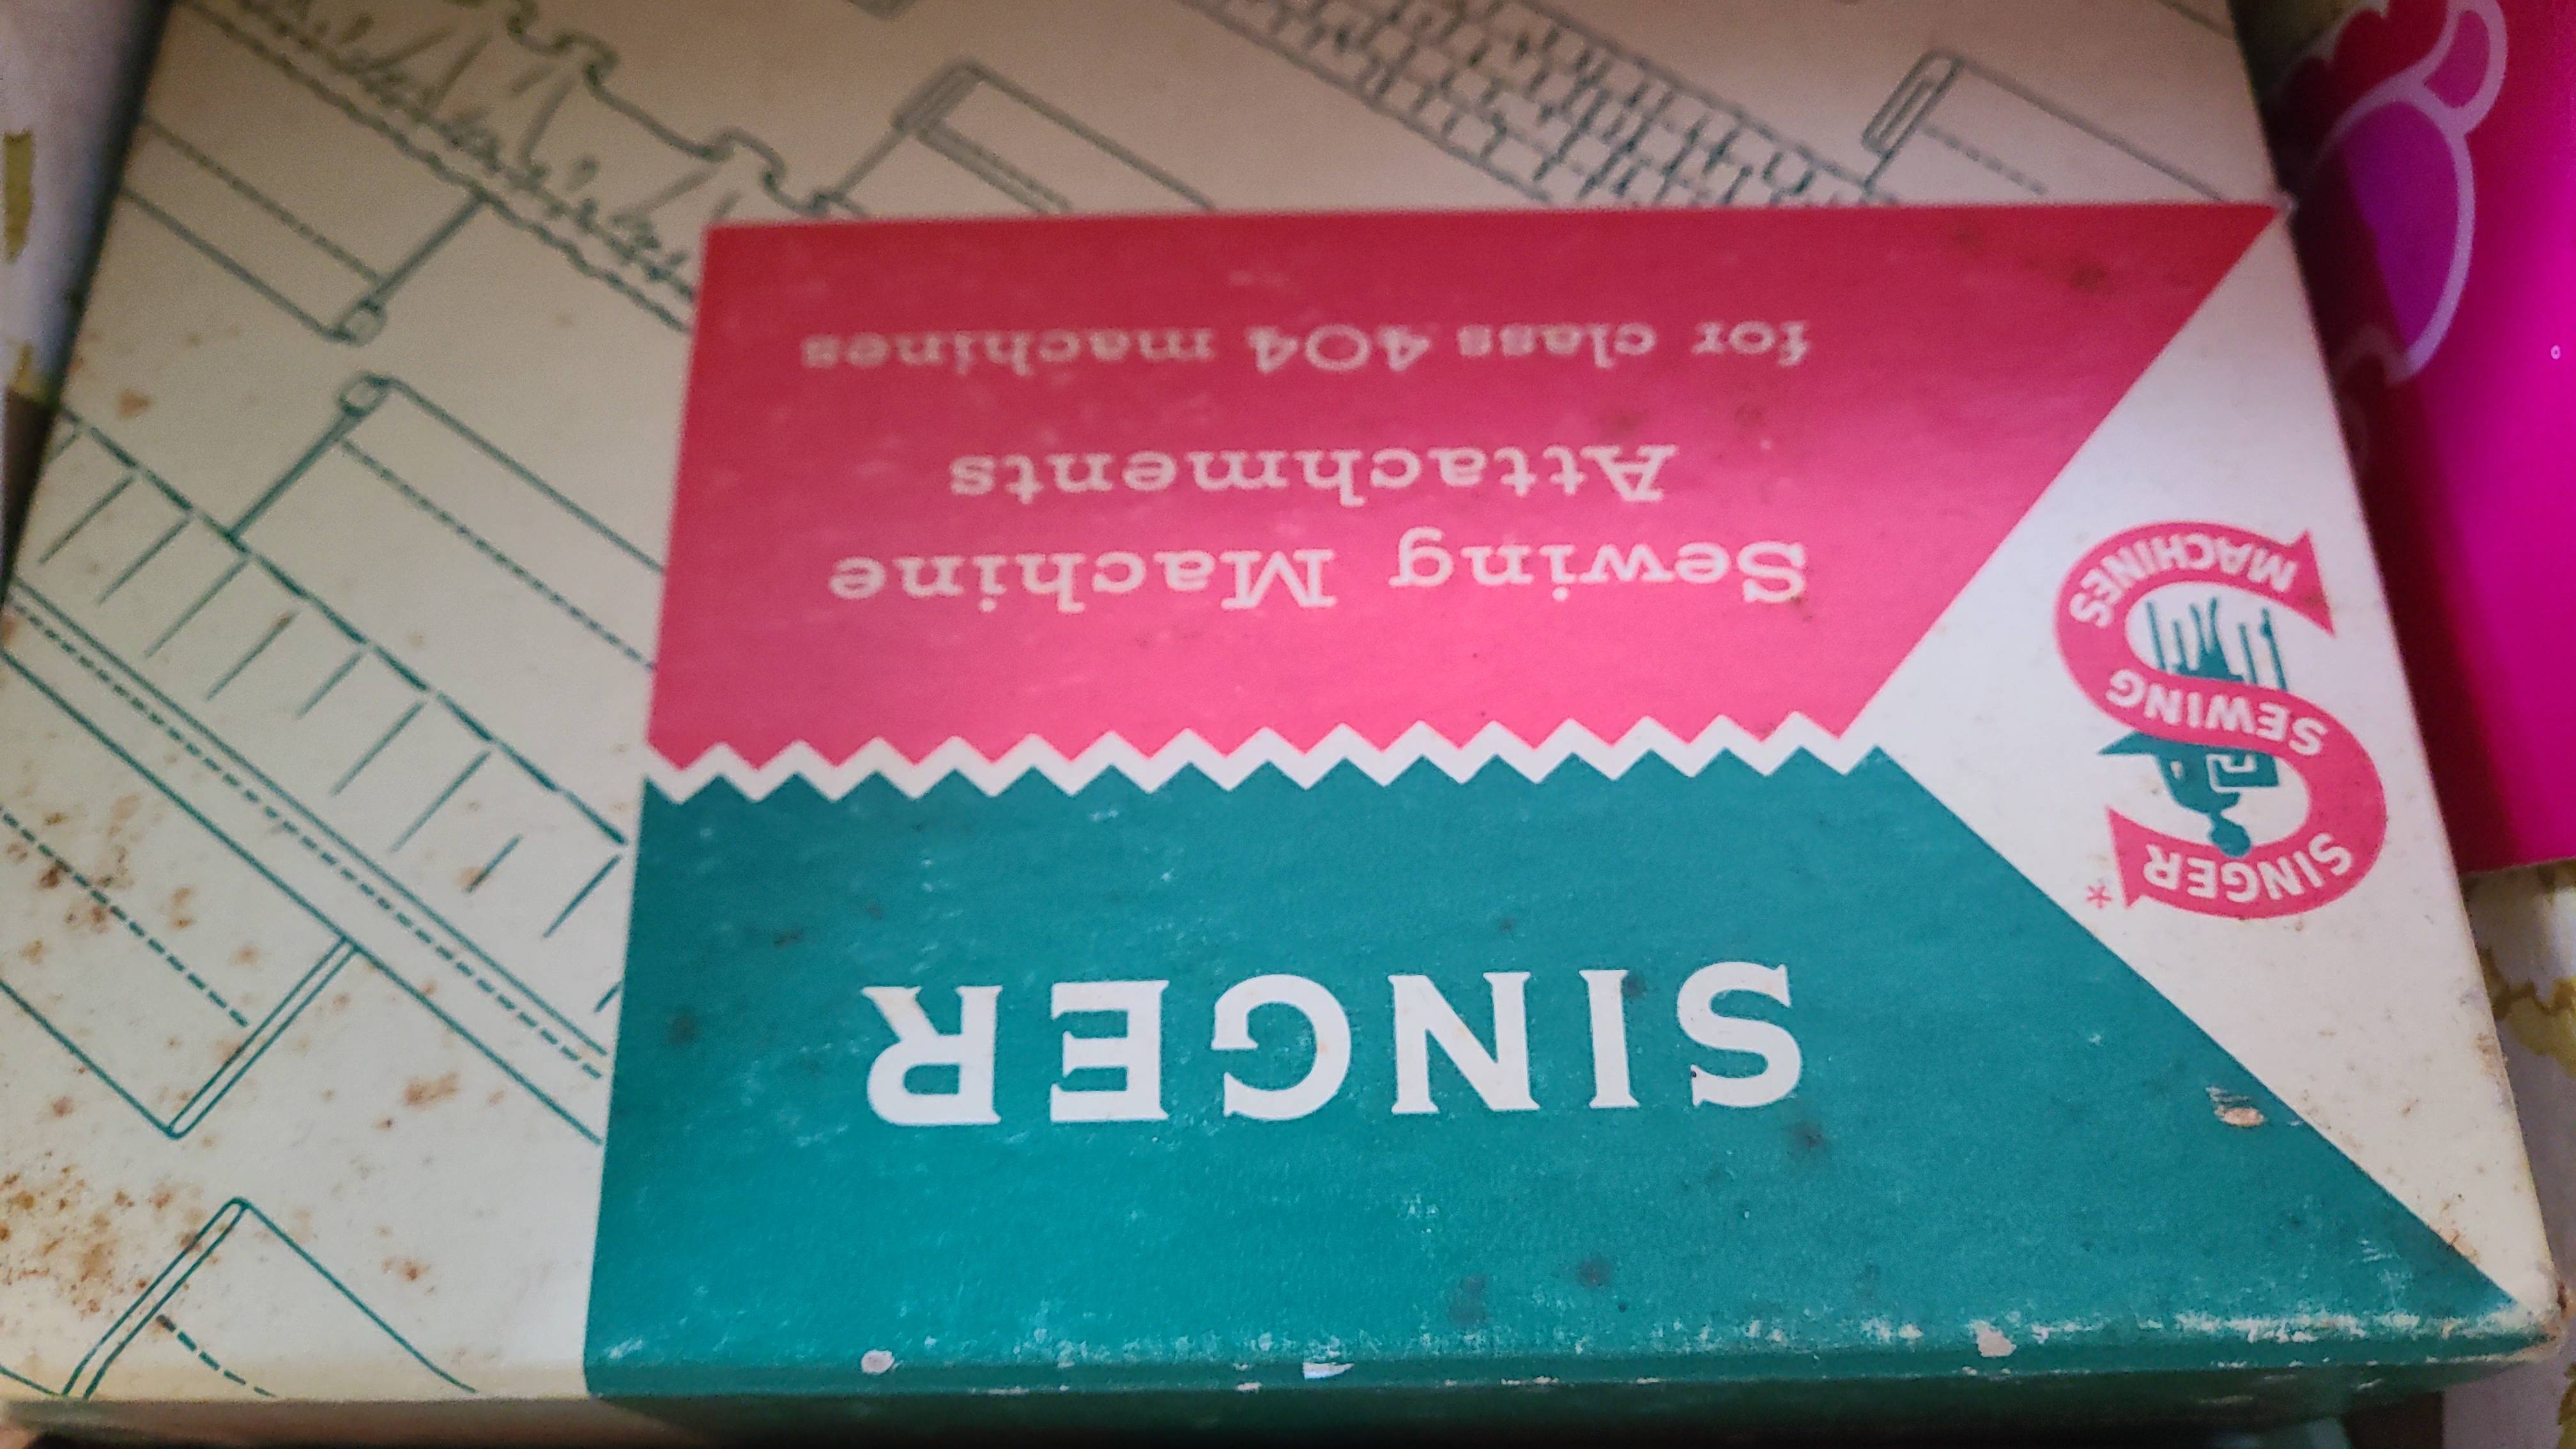 SINGER
Sewing Machine
Attachments
for class 404 machines
SINGER
SEWING
MACHINES
*